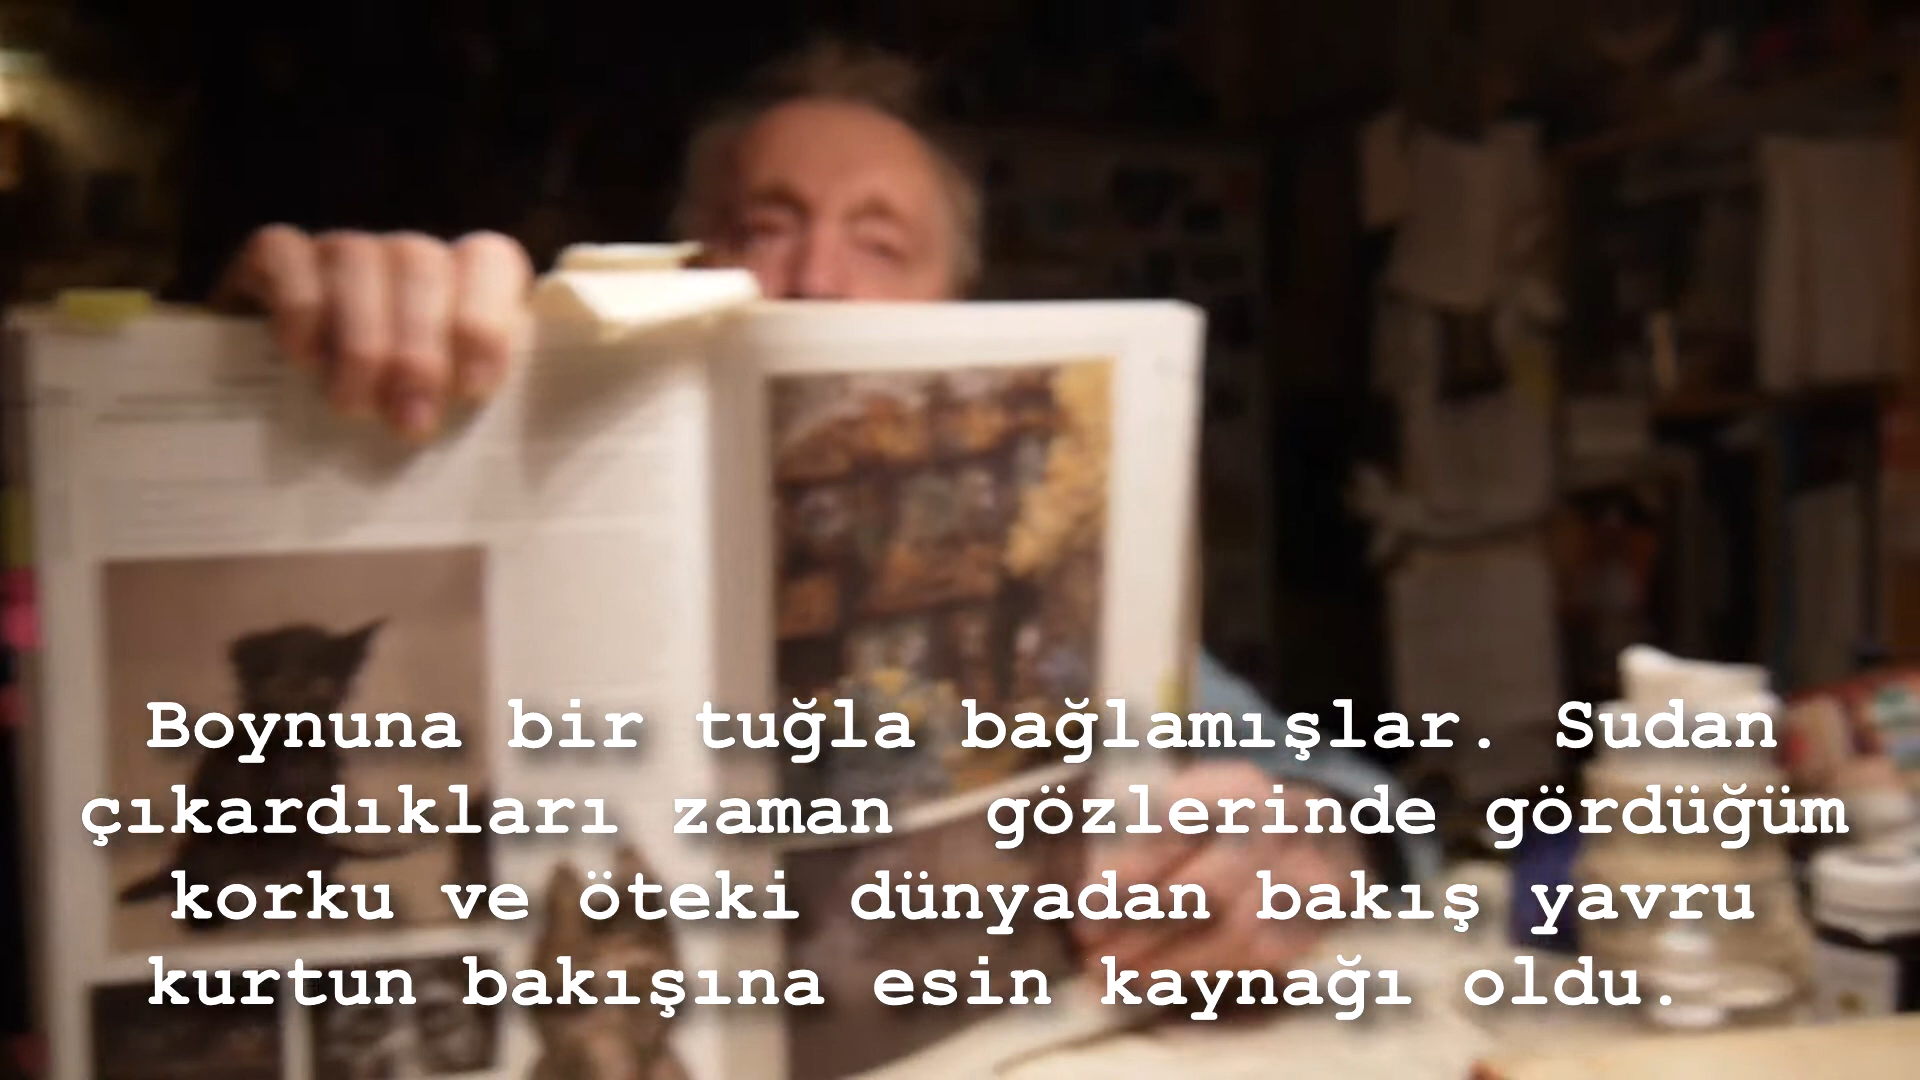 Boynuna bir tuğla bağlamışlar. Sudan
çıkardıkları zaman  gözlerinde gördüğüm
korku ve öteki dünyadan bakış yavru
kurtun bakışına esin kaynağı oldu.